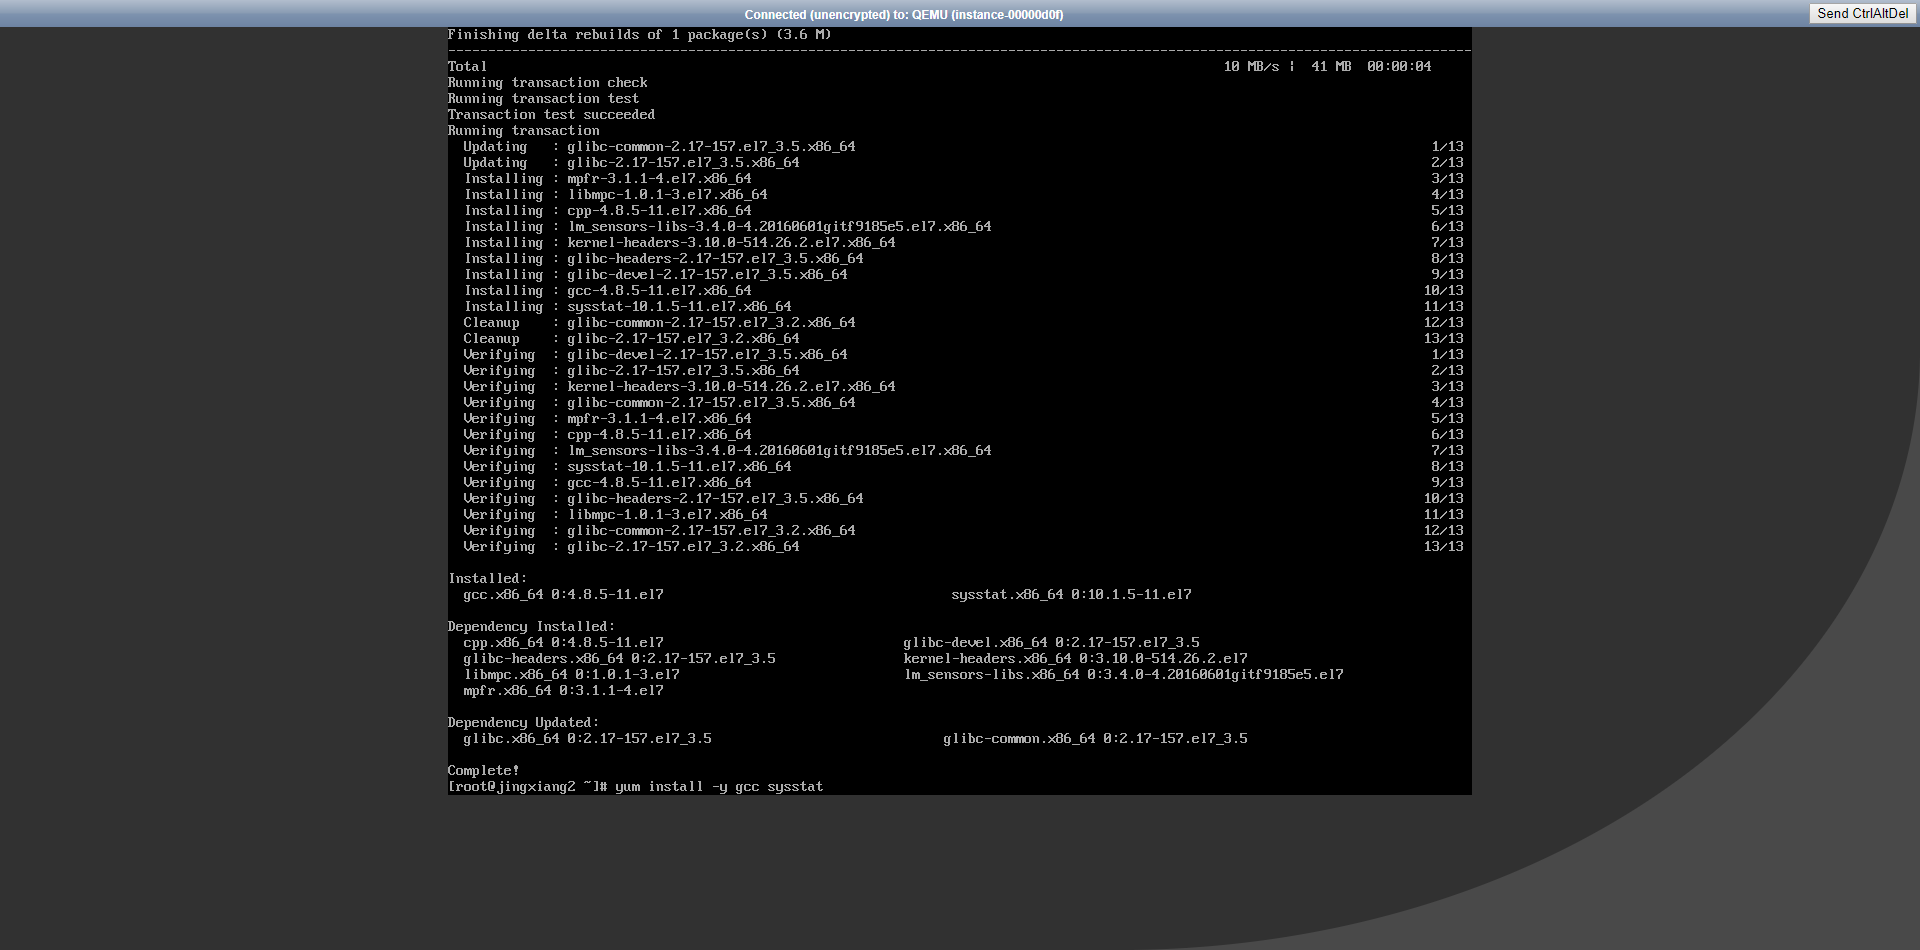 Connected (unencrypted) to: QEMU (instance-00000d0f)
Send CtrlAltDel
Finishing delta rebuilds of 1 package(s) (3.6 M)
--------------------------------------------------------------------------------------------------------------------------------
Total 10 MB/s | 41 MB 00:00:04
Running transaction check
Running transaction test
Transaction test succeeded
Running transaction
Updating : glibc-common-2.17-157.el7_3.5.x86_64 1/13
Updating : glibc-2.17-157.el7_3.5.x86_64 2/13
Installing : mpfr-3.1.1-4.el7.x86_64 3/13
Installing : libmpc-1.0.1-3.el7.x86_64 4/13
Installing : cpp-4.8.5-11.el7.x86_64 5/13
Installing : lm_sensors-libs-3.4.0-4.20160601gitf9185e5.el7.x86_64 6/13
Installing : kernel-headers-3.10.0-514.26.2.el7.x86_64 7/13
Installing : glibc-headers-2.17-157.el7_3.5.x86_64 8/13
Installing : glibc-devel-2.17-157.el7_3.5.x86_64 9/13
Installing : gcc-4.8.5-11.el7.x86_64 10/13
Installing : sysstat-10.1.5-11.el7.x86_64 11/13
Cleanup : glibc-common-2.17-157.el7_3.2.x86_64 12/13
Cleanup : glibc-2.17-157.el7_3.2.x86_64 13/13
Verifying : glibc-devel-2.17-157.el7_3.5.x86_64 1/13
Verifying : glibc-2.17-157.el7_3.5.x86_64 2/13
Verifying : kernel-headers-3.10.0-514.26.2.el7.x86_64 3/13
Verifying : glibc-common-2.17-157.el7_3.5.x86_64 4/13
Verifying : mpfr-3.1.1-4.el7.x86_64 5/13
Verifying : cpp-4.8.5-11.el7.x86_64 6/13
Verifying : lm_sensors-libs-3.4.0-4.20160601gitf9185e5.el7.x86_64 7/13
Verifying : sysstat-10.1.5-11.el7.x86_64 8/13
Verifying : gcc-4.8.5-11.el7.x86_64 9/13
Verifying : glibc-headers-2.17-157.el7_3.5.x86_64 10/13
Verifying : libmpc-1.0.1-3.el7.x86_64 11/13
Verifying : glibc-common-2.17-157.el7_3.2.x86_64 12/13
Verifying : glibc-2.17-157.el7_3.2.x86_64 13/13
Installed:
gcc.x86_64 0:4.8.5-11.el7 sysstat.x86_64 0:10.1.5-11.el7
Dependency Installed:
cpp.x86_64 0:4.8.5-11.el7 glibc-devel.x86_64 0:2.17-157.el7_3.5
glibc-headers.x86_64 0:2.17-157.el7_3.5 kernel-headers.x86_64 0:3.10.0-514.26.2.el7
libmpc.x86_64 0:1.0.1-3.el7 lm_sensors-libs.x86_64 0:3.4.0-4.20160601gitf9185e5.el7
mpfr.x86_64 0:3.1.1-4.el7
Dependency Updated:
glibc.x86_64 0:2.17-157.el7_3.5 glibc-common.x86_64 0:2.17-157.el7_3.5
Complete!
[root@jingxiang2 ~]# yum install -y gcc sysstat